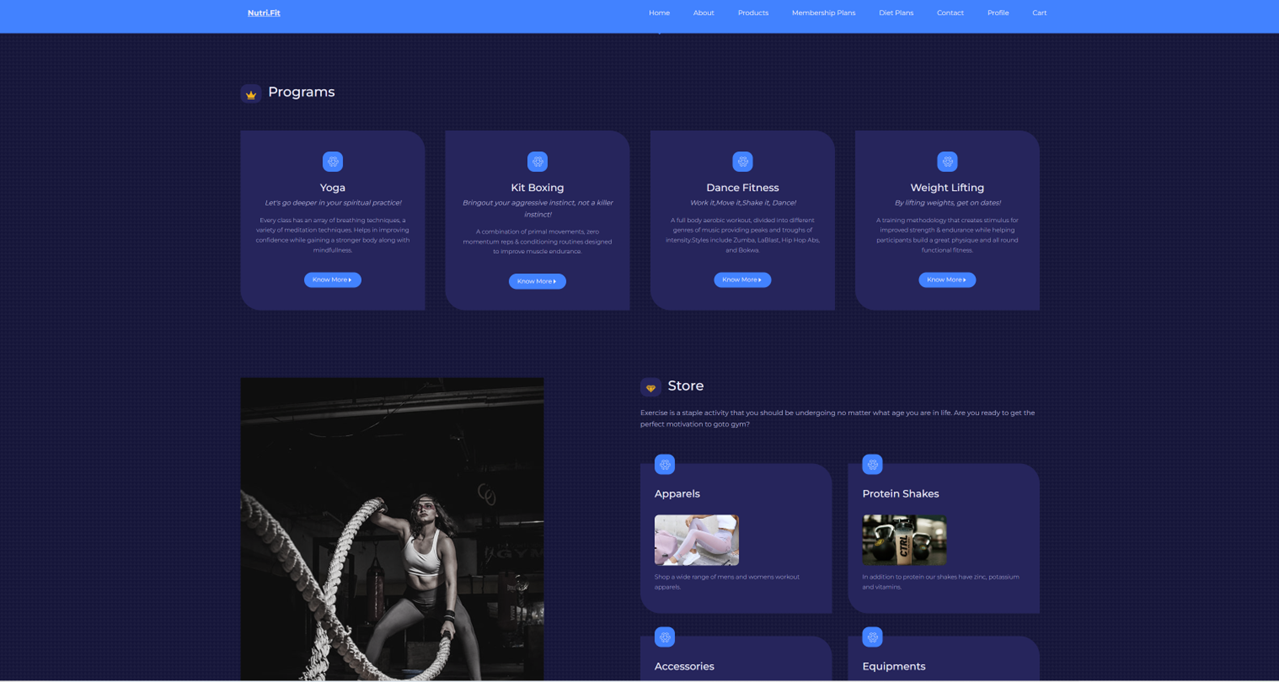 Nutri.Fit
Home About Products Membership Plans Diet Plans Contact Profile Cart
Programs
Yoga
Let's go deeper in your spiritual practice!
Every class has an array of breathing techniques, a
variety of meditation techniques. Helps in improving
confidence while gaining a stronger body along with
mindfullness.
Know More
Kit Boxing
Bringout your aggressive instinct, not a killer
instinct!
A combination of primal movements, zero
momentum reps & conditioning routines designed
to improve muscle endurance.
Know More
Dance Fitness
Work it,Move it,Shake it, Dance!
A full body aerobic workout, divided into different
genres of music providing peaks and troughs of
intensity.Styles include Zumba, LaBlast, Hip Hop Abs,
and Bokwa.
Know More
Weight Lifting
By lifting weights, get on dates!
A training methodology that creates stimulus for
improved strength & endurance while helping
participants build a great physique and all round
functional fitness.
Know More
Store
Exercise is a staple activity that you should be undergoing no matter what age you are in life. Are you ready to get the
perfect motivation to goto gym?
Apparels
Shop a wide range of mens and womens workout
apparels.
Protein Shakes
CTRL
In addition to protein our shakes have zinc, potassium
and vitamins.
Accessories
Equipments